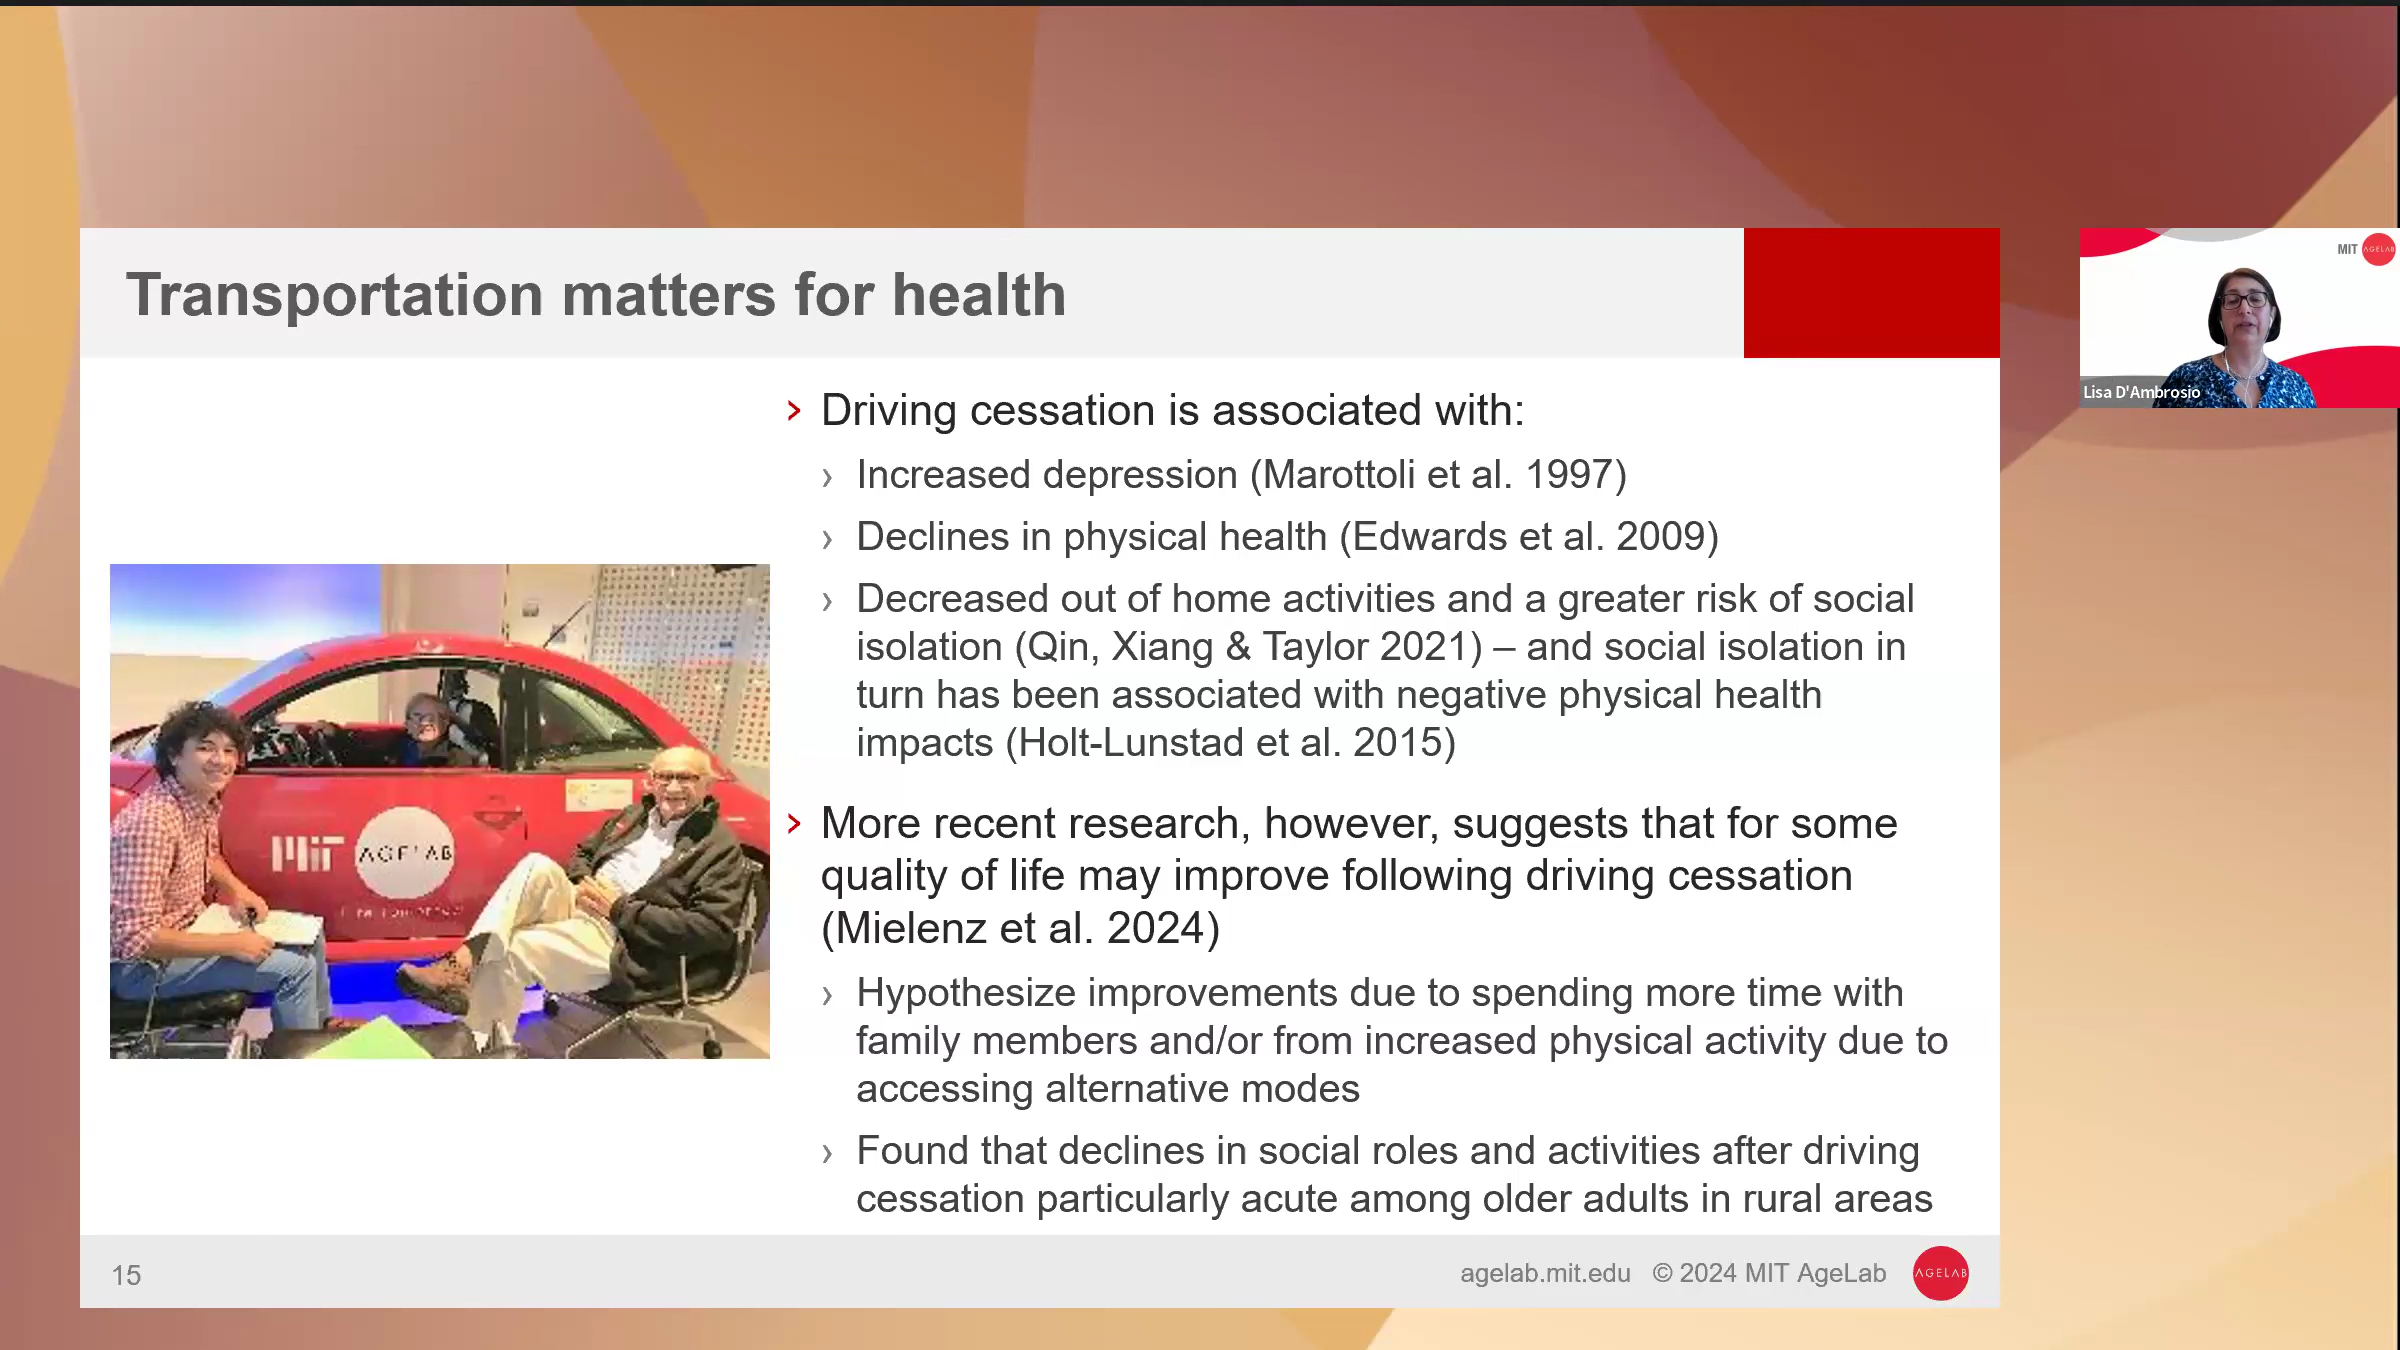 Transportation matters for health
MIT AGELAB
Lisa D'Ambrosio
› Driving cessation is associated with:
› Increased depression (Marottoli et al. 1997)
› Declines in physical health (Edwards et al. 2009)
› Decreased out of home activities and a greater risk of social
isolation (Qin, Xiang & Taylor 2021) – and social isolation in
turn has been associated with negative physical health
impacts (Holt-Lunstad et al. 2015)
› More recent research, however, suggests that for some
quality of life may improve following driving cessation
(Mielenz et al. 2024)
› Hypothesize improvements due to spending more time with
family members and/or from increased physical activity due to
accessing alternative modes
› Found that declines in social roles and activities after driving
cessation particularly acute among older adults in rural areas
MIT AGELAB
15
agelab.mit.edu © 2024 MIT AgeLab
AGELAB